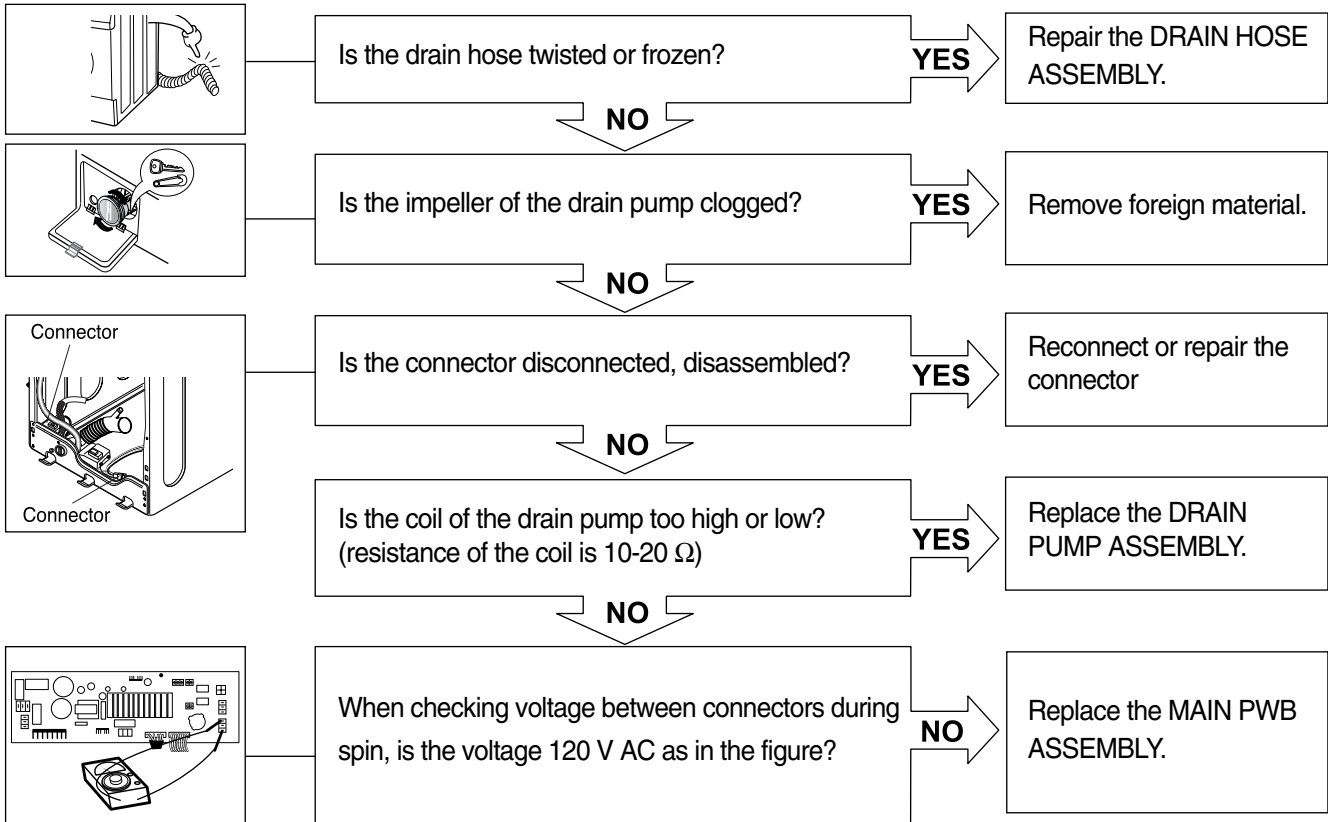 Is the drain hose twisted or frozen?
YES
Repair the DRAIN HOSE
ASSEMBLY.
NO
Is the impeller of the drain pump clogged?
YES
Remove foreign material.
NO
Connector
Connector
Is the connector disconnected, disassembled?
YES
Reconnect or repair the
connector
NO
Is the coil of the drain pump too high or low?
(resistance of the coil is 10-20 Ω)
YES
Replace the DRAIN
PUMP ASSEMBLY.
NO
When checking voltage between connectors during
spin, is the voltage 120 V AC as in the figure?
NO
Replace the MAIN PWB
ASSEMBLY.